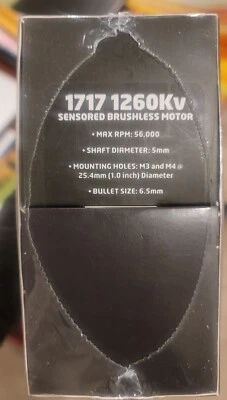 1717 1260Kv
SENSORED BRUSHLESS MOTOR
• MAX RPM: 56,000
• SHAFT DIAMETER: 5mm
• MOUNTING HOLES: M3 and M4 @
25.4mm (1.0 inch) Diameter
• BULLET SIZE: 6.5mm